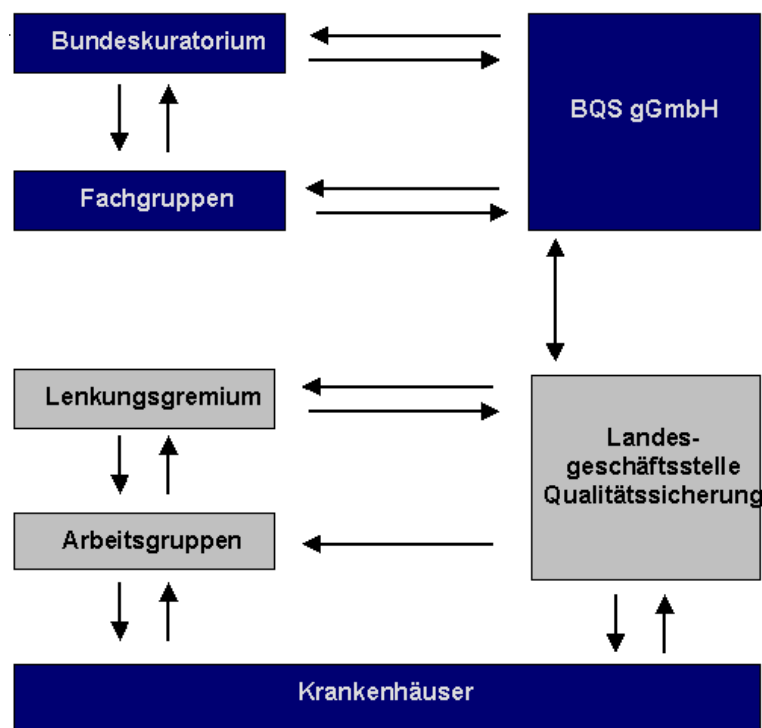 Bundeskuratorium
BQS gGmbH
Fachgruppen
Lenkungsgremium
Landes-
geschäftsstelle
Qualitätssicherung
Arbeitsgruppen
Krankenhäuser